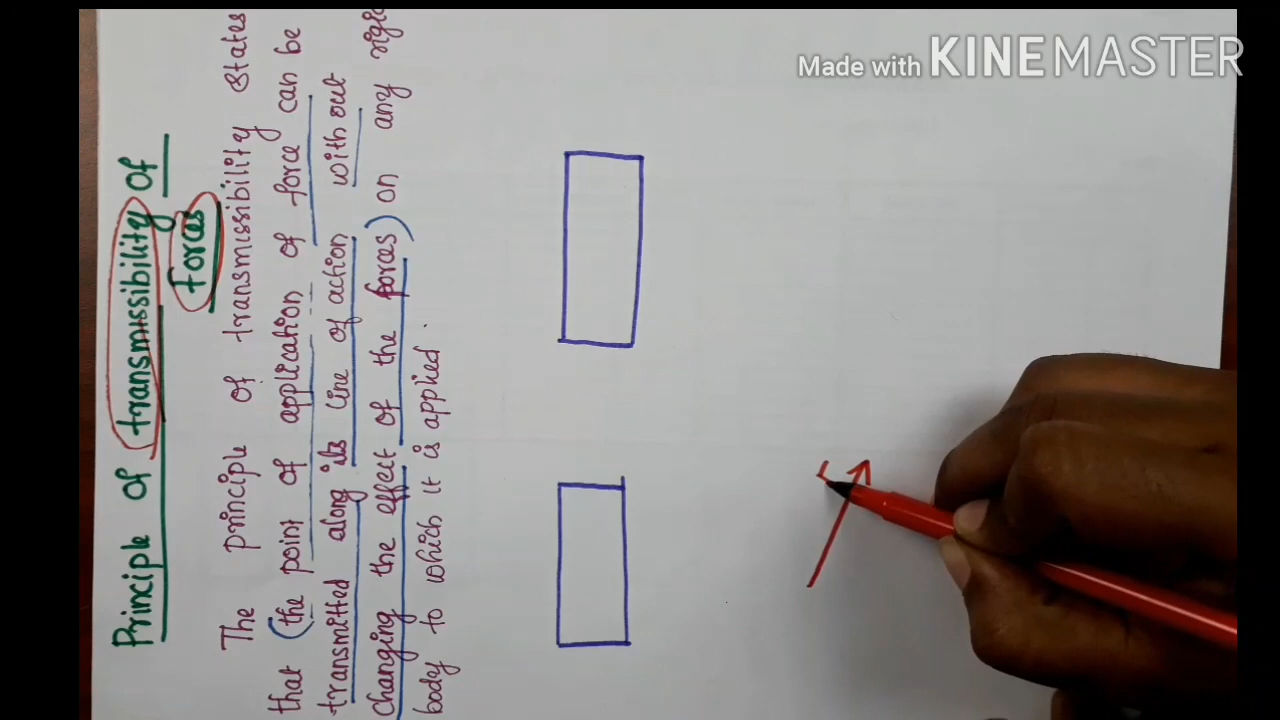 Made with KINEMASTER
Principle of transmissibility of
forces
The principle of transmissibility states
that (the point of application of force can be
transmitted along its line of action with out
changing the effect of the forces) on any
body to which it is applied.